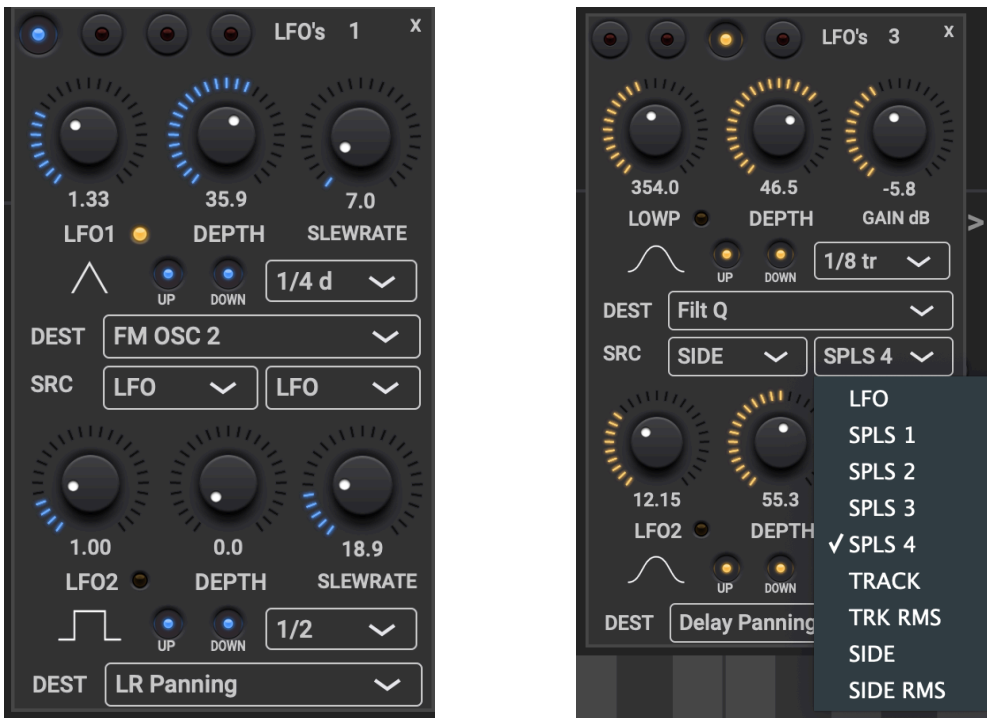 LFO's 1 X
1.33 35.9 7.0
LFO1 DEPTH SLEWRATE
UP DOWN 1/4 d
DEST FM OSC 2
SRC LFO LFO
1.00 0.0 18.9
LFO2 DEPTH SLEWRATE
UP DOWN 1/2
DEST LR Panning
LFO's 3 X
354.0 46.5 -5.8
LOWP DEPTH GAIN dB
>
UP DOWN 1/8 tr
DEST Filt Q
SRC SIDE SPLS 4
12.15 55.3
LFO2 DEPTH
UP DOWN
DEST Delay Panning
LFO
SPLS 1
SPLS 2
SPLS 3
✓ SPLS 4
TRACK
TRK RMS
SIDE
SIDE RMS